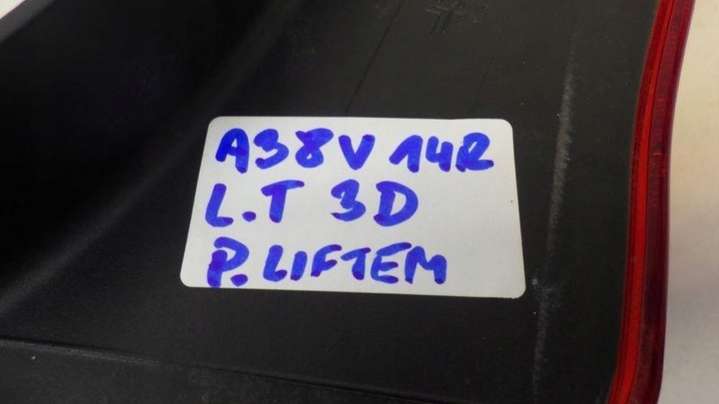 A38V 14R
L.T 3D
P. LIFTEM